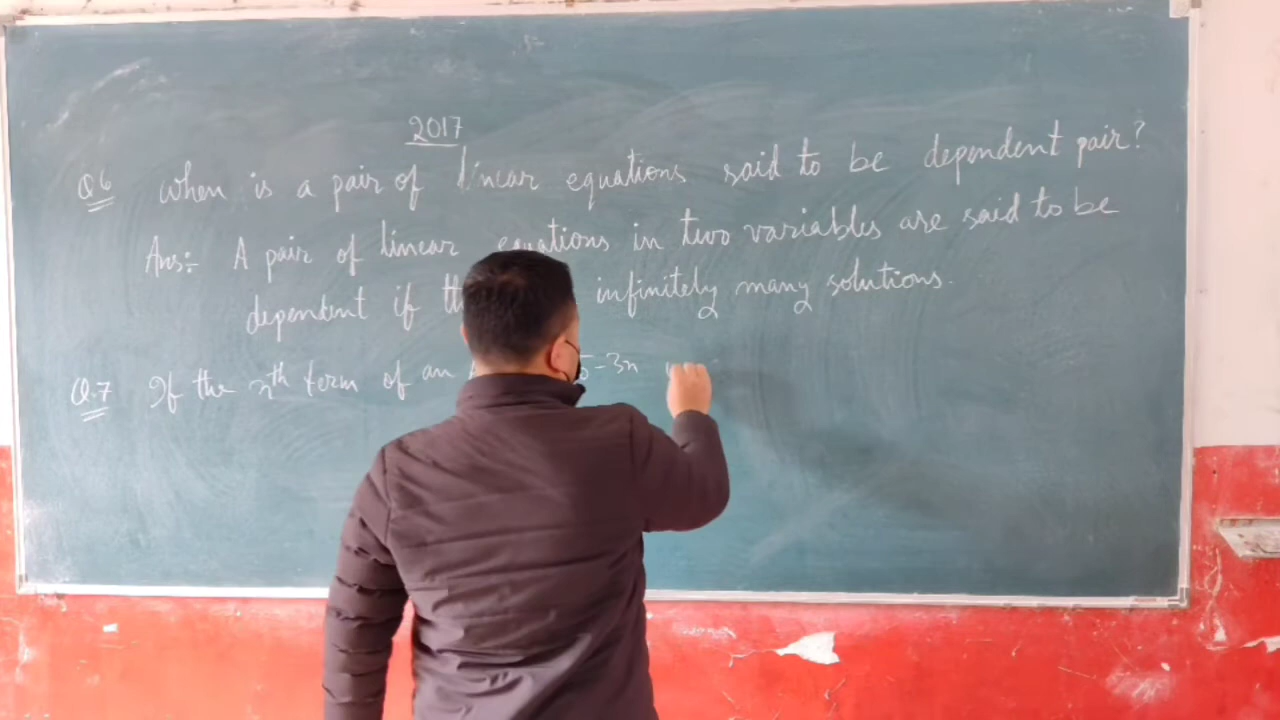 2017
Q6 When is a pair of linear equations said to be dependent pair?
Ans:- A pair of linear equations in two variables are said to be
dependent if infinitely many solutions.
Q.7 If the nth term of an 5-3n